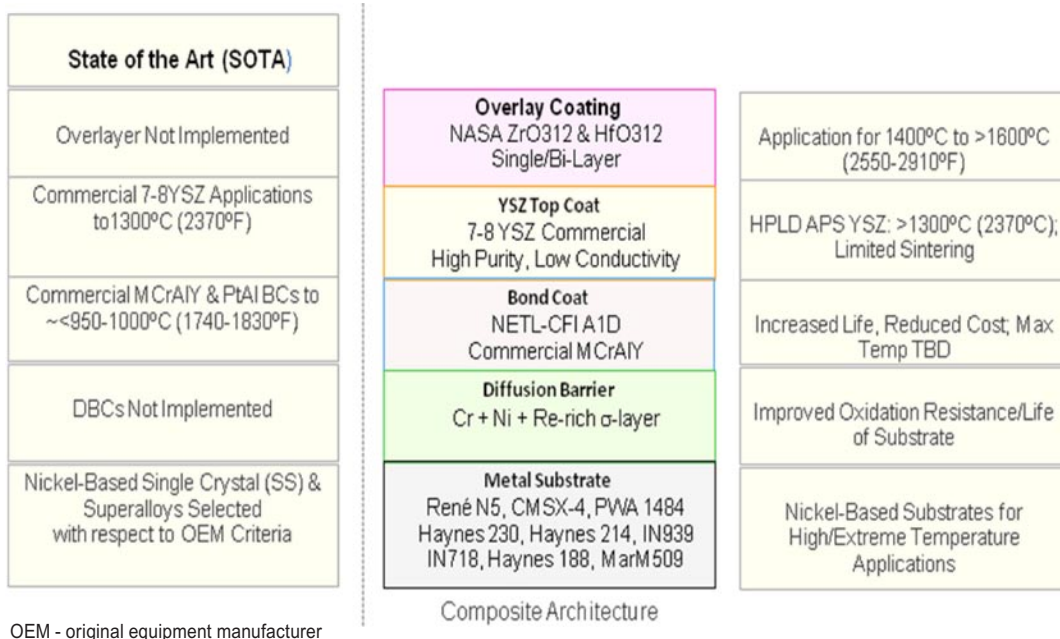 State of the Art (SOTA)
Overlayer Not Implemented
Commercial 7-8YSZ Applications
to1300ºC (2370ºF)
Commercial MCrAlY & PtAl BCs to
~<950-1000ºC (1740-1830ºF)
DBCs Not Implemented
Nickel-Based Single Crystal (SS) &
Superalloys Selected
with respect to OEM Criteria
OEM - original equipment manufacturer
Overlay Coating
NASA ZrO312 & HfO312
Single/Bi-Layer
YSZ Top Coat
7-8 YSZ Commercial
High Purity, Low Conductivity
Bond Coat
NETL-CFI A1D
Commercial MCrAlY
Diffusion Barrier
Cr + Ni + Re-rich σ-layer
Metal Substrate
René N5, CMSX-4, PWA 1484
Haynes 230, Haynes 214, IN939
IN718, Haynes 188, MarM509
Composite Architecture
Application for 1400ºC to >1600ºC
(2550-2910ºF)
HPLD APS YSZ: >1300ºC (2370ºC);
Limited Sintering
Increased Life, Reduced Cost; Max
Temp TBD
Improved Oxidation Resistance/Life
of Substrate
Nickel-Based Substrates for
High/Extreme Temperature
Applications